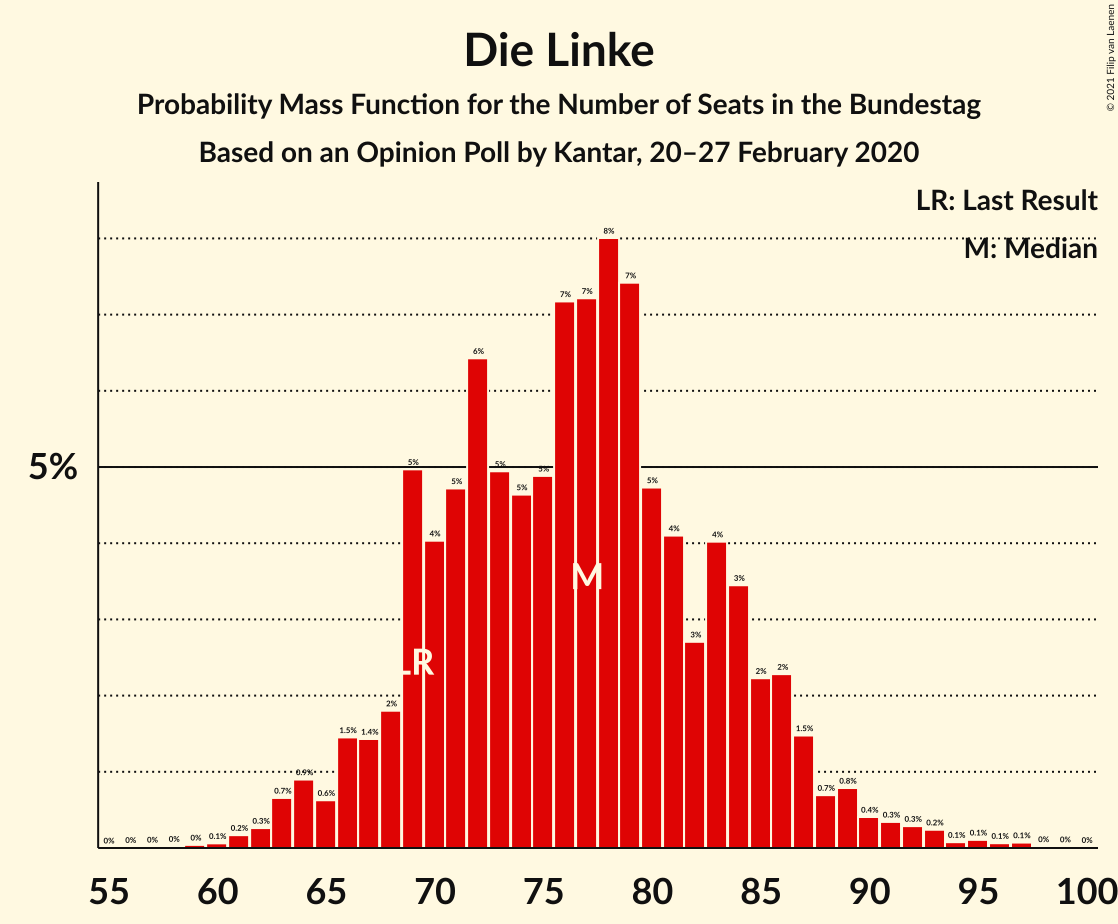 Die Linke
Probability Mass Function for the Number of Seats in the Bundestag
Based on an Opinion Poll by Kantar, 20–27 February 2020
© 2021 Filip van Laenen
LR: Last Result
M: Median
5%
0% 0% 0% 0% 0% 0.1% 0.2% 0.3% 0.7% 0.9% 0.6% 1.5% 1.4% 2% 5% 4% 5% 6% 5% 5% 5% 7% 7% 8% 7% 5% 4% 3% 4% 3% 2% 2% 1.5% 0.7% 0.8% 0.4% 0.3% 0.3% 0.2% 0.1% 0.1% 0.1% 0.1% 0% 0% 0%
LR
M
55 60 65 70 75 80 85 90 95 100